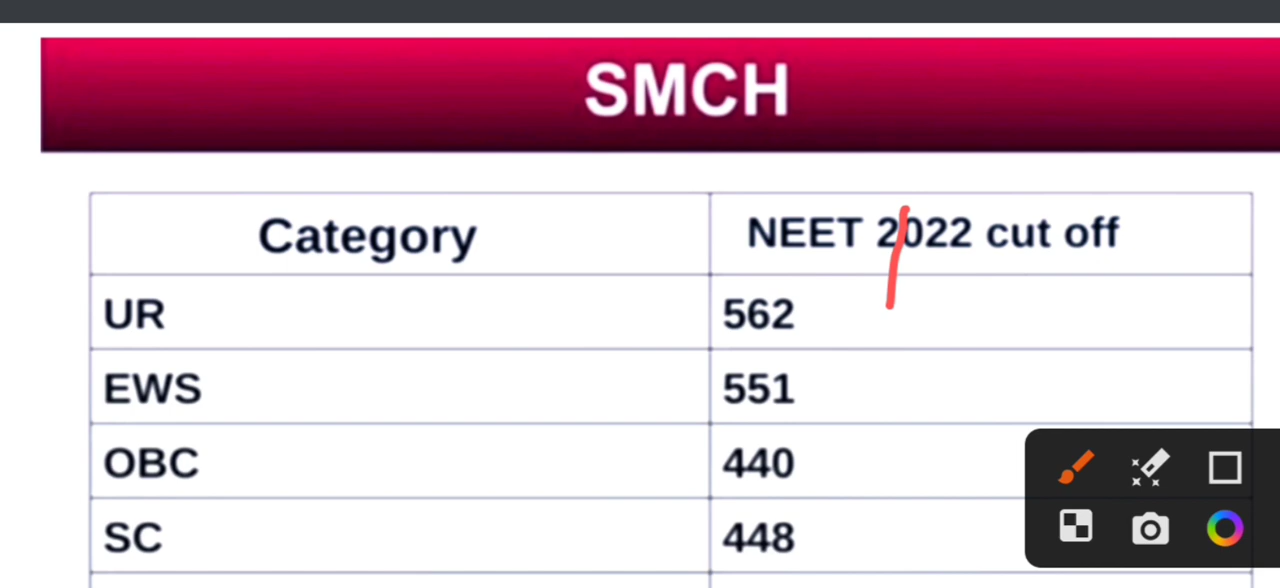 SMCH
Category NEET 2022 cut off
UR 562
EWS 551
OBC 440
SC 448